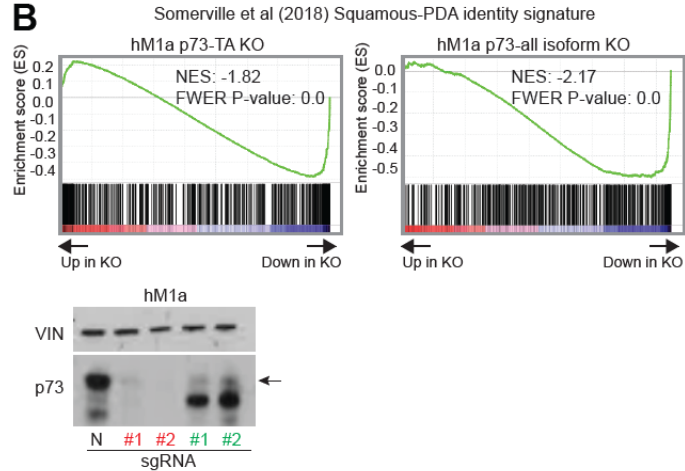 B
Somerville et al (2018) Squamous-PDA identity signature
hM1a p73-TA KO
Enrichment score (ES)
0.2
0.1
0.0
-0.1
-0.2
-0.3
-0.4
NES: -1.82
FWER P-value: 0.0
Up in KO
Down in KO
hM1a p73-all isoform KO
Enrichment score (ES)
0.0
-0.1
-0.2
-0.3
-0.4
-0.5
NES: -2.17
FWER P-value: 0.0
Up in KO
Down in KO
hM1a
VIN
p73
N #1 #2 #1 #2
sgRNA